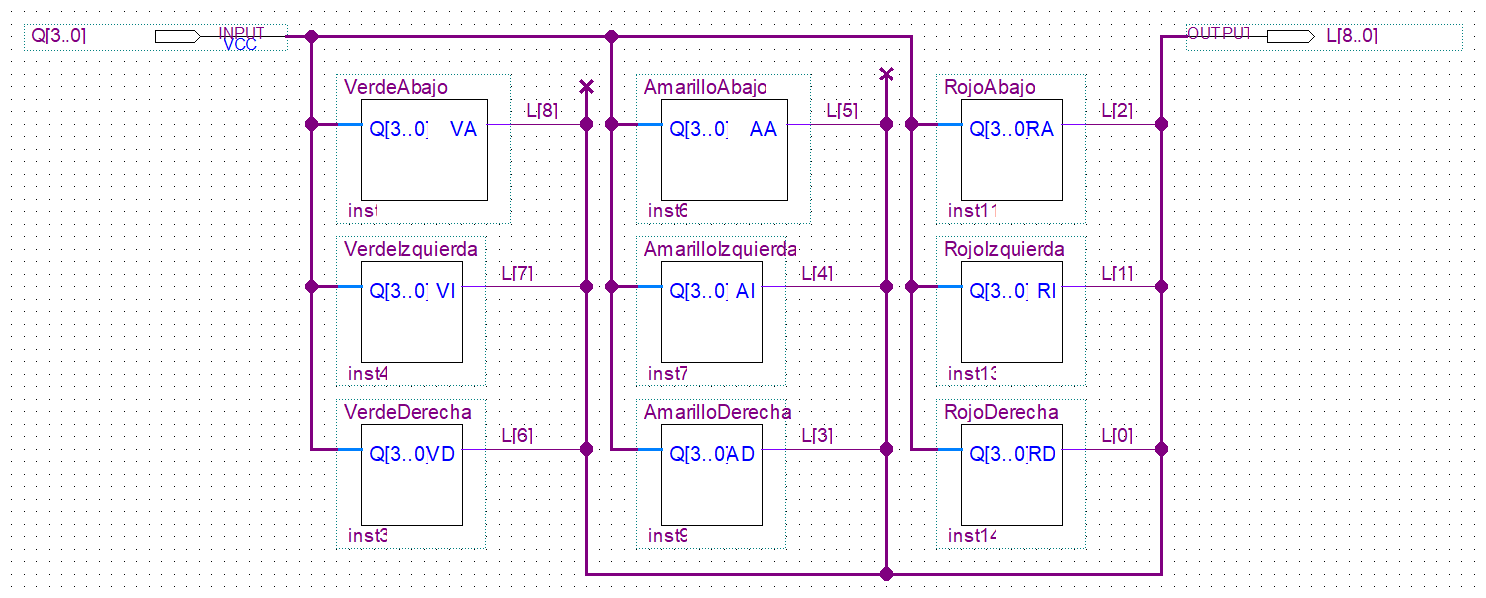 Q[3..0]
INPUT
VCC
OUTPUT
L[8..0]
VerdeAbajo
Q[3..0]
VA
L[8]
inst
AmarilloAbajo
Q[3..0]
AA
L[5]
inst6
RojoAbajo
Q[3..0]
RA
L[2]
inst11
VerdeIzquierda
Q[3..0]
VI
L[7]
inst4
AmarilloIzquierda
Q[3..0]
AI
L[4]
inst7
RojoIzquierda
Q[3..0]
RI
L[1]
inst13
VerdeDerecha
Q[3..0]
VD
L[6]
inst3
AmarilloDerecha
Q[3..0]
AD
L[3]
inst9
RojoDerecha
Q[3..0]
RD
L[0]
inst14